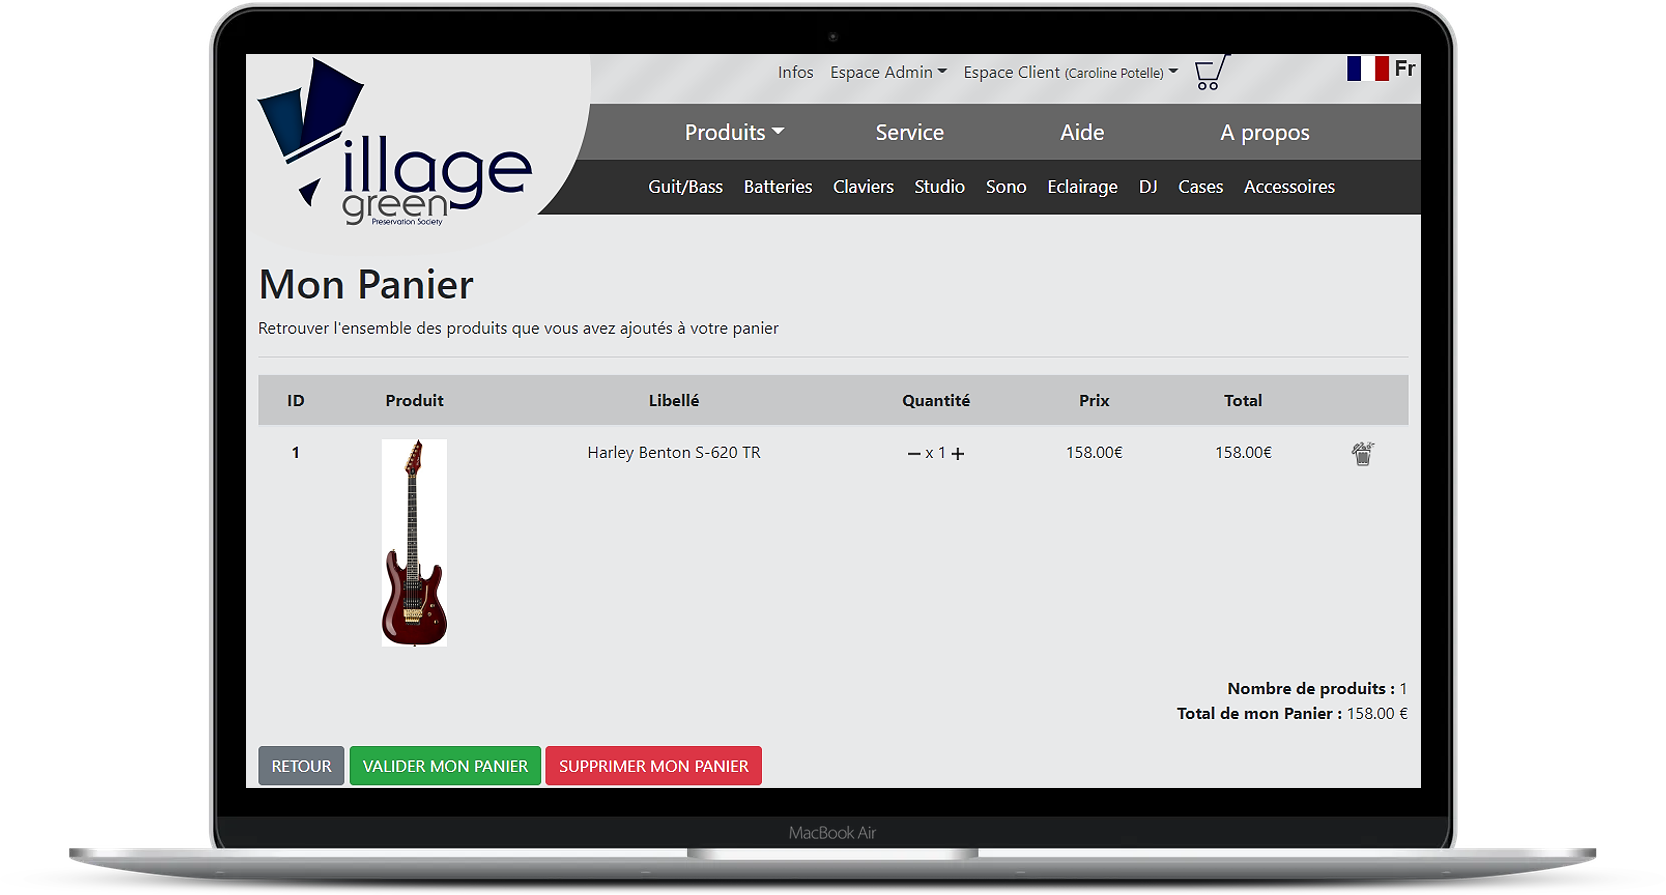 Infos Espace Admin Espace Client (Caroline Potelle) Fr
Produits Service Aide A propos
Guit/Bass Batteries Claviers Studio Sono Eclairage DJ Cases Accessoires
Village
green
Preservation Society
Mon Panier
Retrouver l'ensemble des produits que vous avez ajoutés à votre panier
ID Produit Libellé Quantité Prix Total
1 Harley Benton S-620 TR − x 1 + 158.00€ 158.00€
Nombre de produits : 1
Total de mon Panier : 158.00 €
RETOUR VALIDER MON PANIER SUPPRIMER MON PANIER
MacBook Air